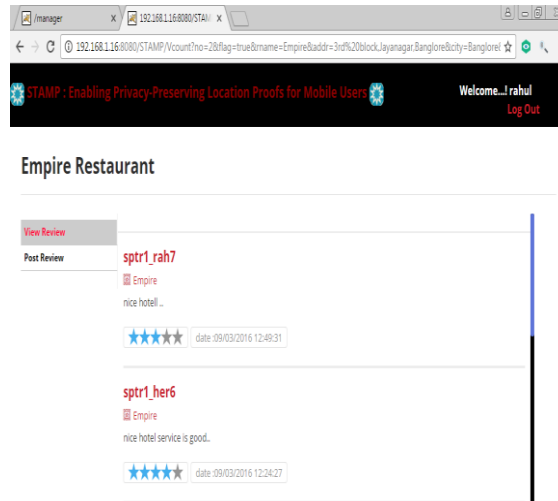 /manager
192.168.1.16:8080/STAM
192.168.1.16:8080/STAMP/Vcount?no=2&flag=true&rname=Empire&addr=3rd%20block,Jayanagar,Banglore&city=Banglorel
STAMP : Enabling Privacy-Preserving Location Proofs for Mobile Users
Welcome...! rahul
Log Out
Empire Restaurant
View Review
Post Review
sptr1_rah7
Empire
nice hotell ..
date :09/03/2016 12:49:31
sptr1_her6
Empire
nice hotel service is good..
date :09/03/2016 12:24:27